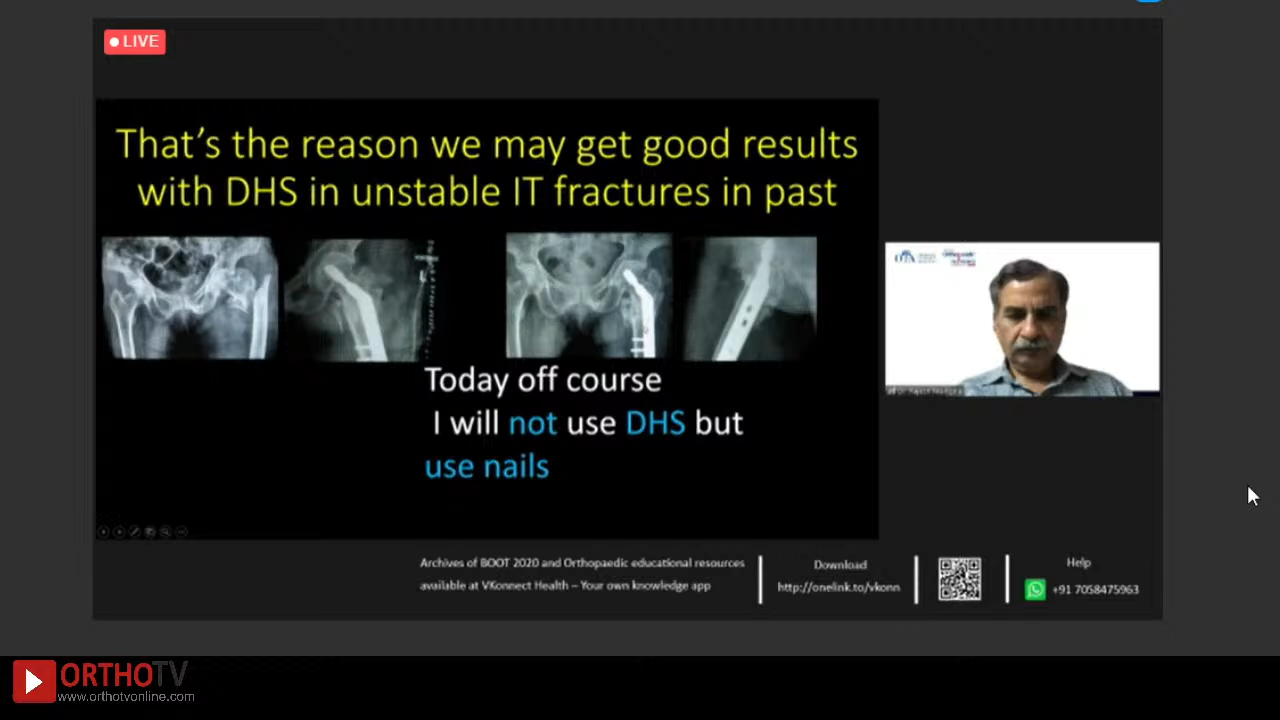 LIVE
That's the reason we may get good results
with DHS in unstable IT fractures in past
Today off course
I will not use DHS but
use nails
Archives of BOOT 2020 and Orthopaedic educational resources
available at VKonnect Health – Your own knowledge app
Download
http://onelink.to/vkonn
Help
+91 7058475963
ORTHOTV
www.orthotvonline.com